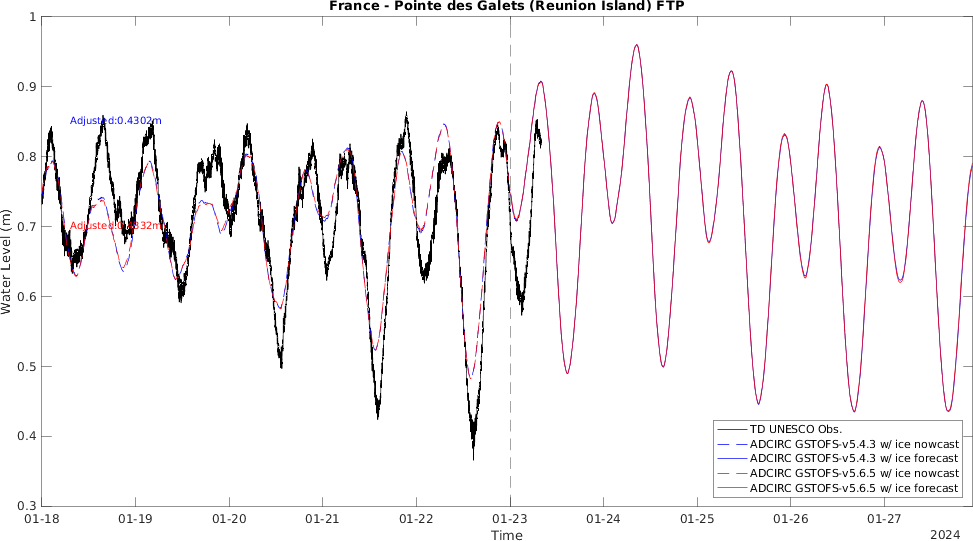 France - Pointe des Galets (Reunion Island) FTP
1
0.9
0.8
0.7
0.6
0.5
0.4
0.3
Water Level (m)
Adjusted:0.4302m
TD UNESCO Obs.
ADCIRC GSTOFS-v5.4.3 w/ ice nowcast
ADCIRC GSTOFS-v5.4.3 w/ ice forecast
ADCIRC GSTOFS-v5.6.5 w/ ice nowcast
ADCIRC GSTOFS-v5.6.5 w/ ice forecast
01-18
01-19
01-20
01-21
01-22
01-23
01-24
01-25
01-26
01-27
Time
2024